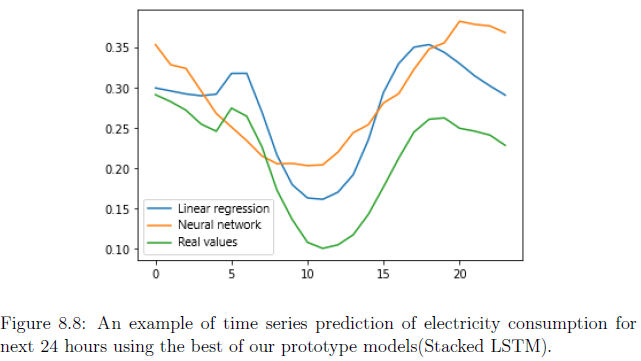 0.35
0.30
0.25
0.20
0.15
0.10
Linear regression
Neural network
Real values
0 5 10 15 20
Figure 8.8: An example of time series prediction of electricity consumption for
next 24 hours using the best of our prototype models(Stacked LSTM).